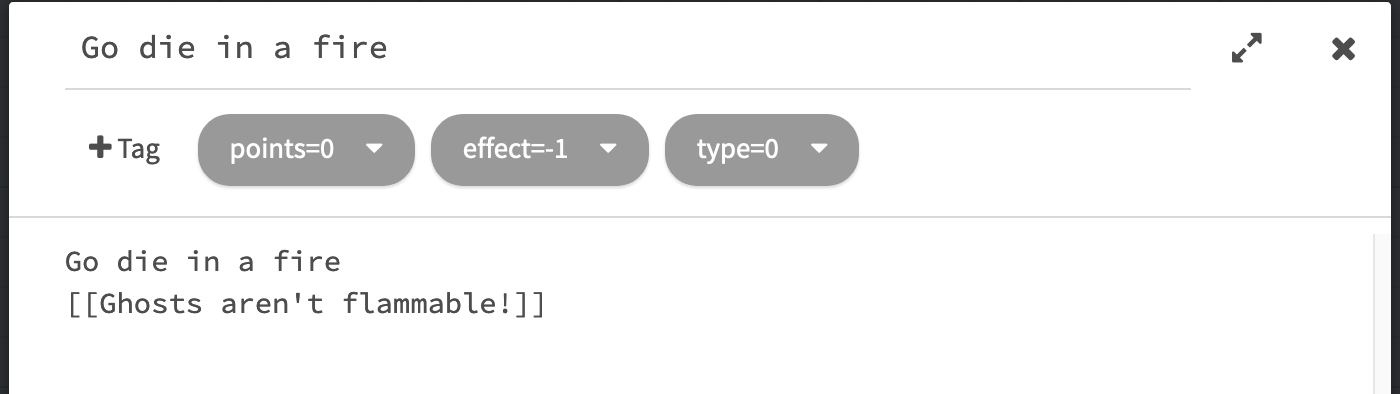 Go die in a fire
+Tag points=0 effect=-1 type=0
Go die in a fire
[[Ghosts aren't flammable!]]